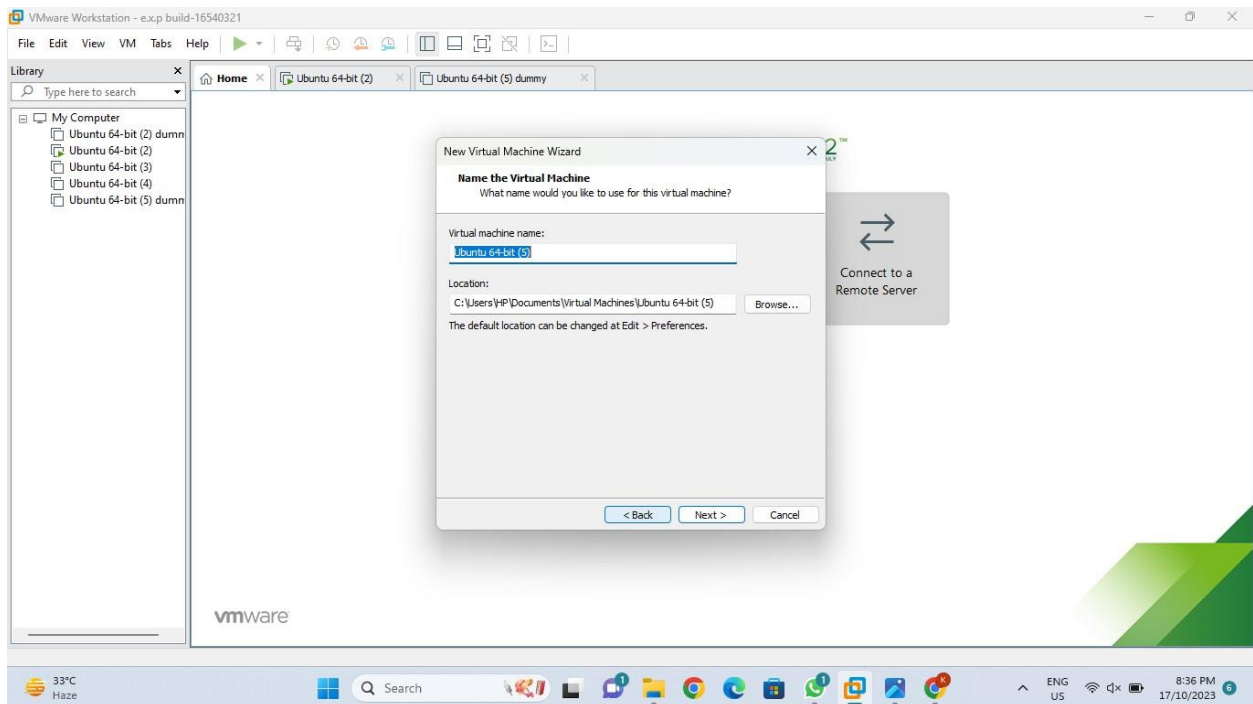 VMware Workstation - e.x.p build-16540321
File Edit View VM Tabs Help
Library
Type here to search
My Computer
Ubuntu 64-bit (2) dumn
Ubuntu 64-bit (2)
Ubuntu 64-bit (3)
Ubuntu 64-bit (4)
Ubuntu 64-bit (5) dumn
Home
Ubuntu 64-bit (2)
Ubuntu 64-bit (5) dummy
New Virtual Machine Wizard
Name the Virtual Machine
What name would you like to use for this virtual machine?
Virtual machine name:
Ubuntu 64-bit (5)
Location:
C:\Users\HP\Documents\Virtual Machines\Ubuntu 64-bit (5)
Browse...
The default location can be changed at Edit > Preferences.
< Back
Next >
Cancel
2™
Connect to a
Remote Server
vmware
33°C
Haze
Search
1
1
K
ENG
US
8:36 PM
17/10/2023
6